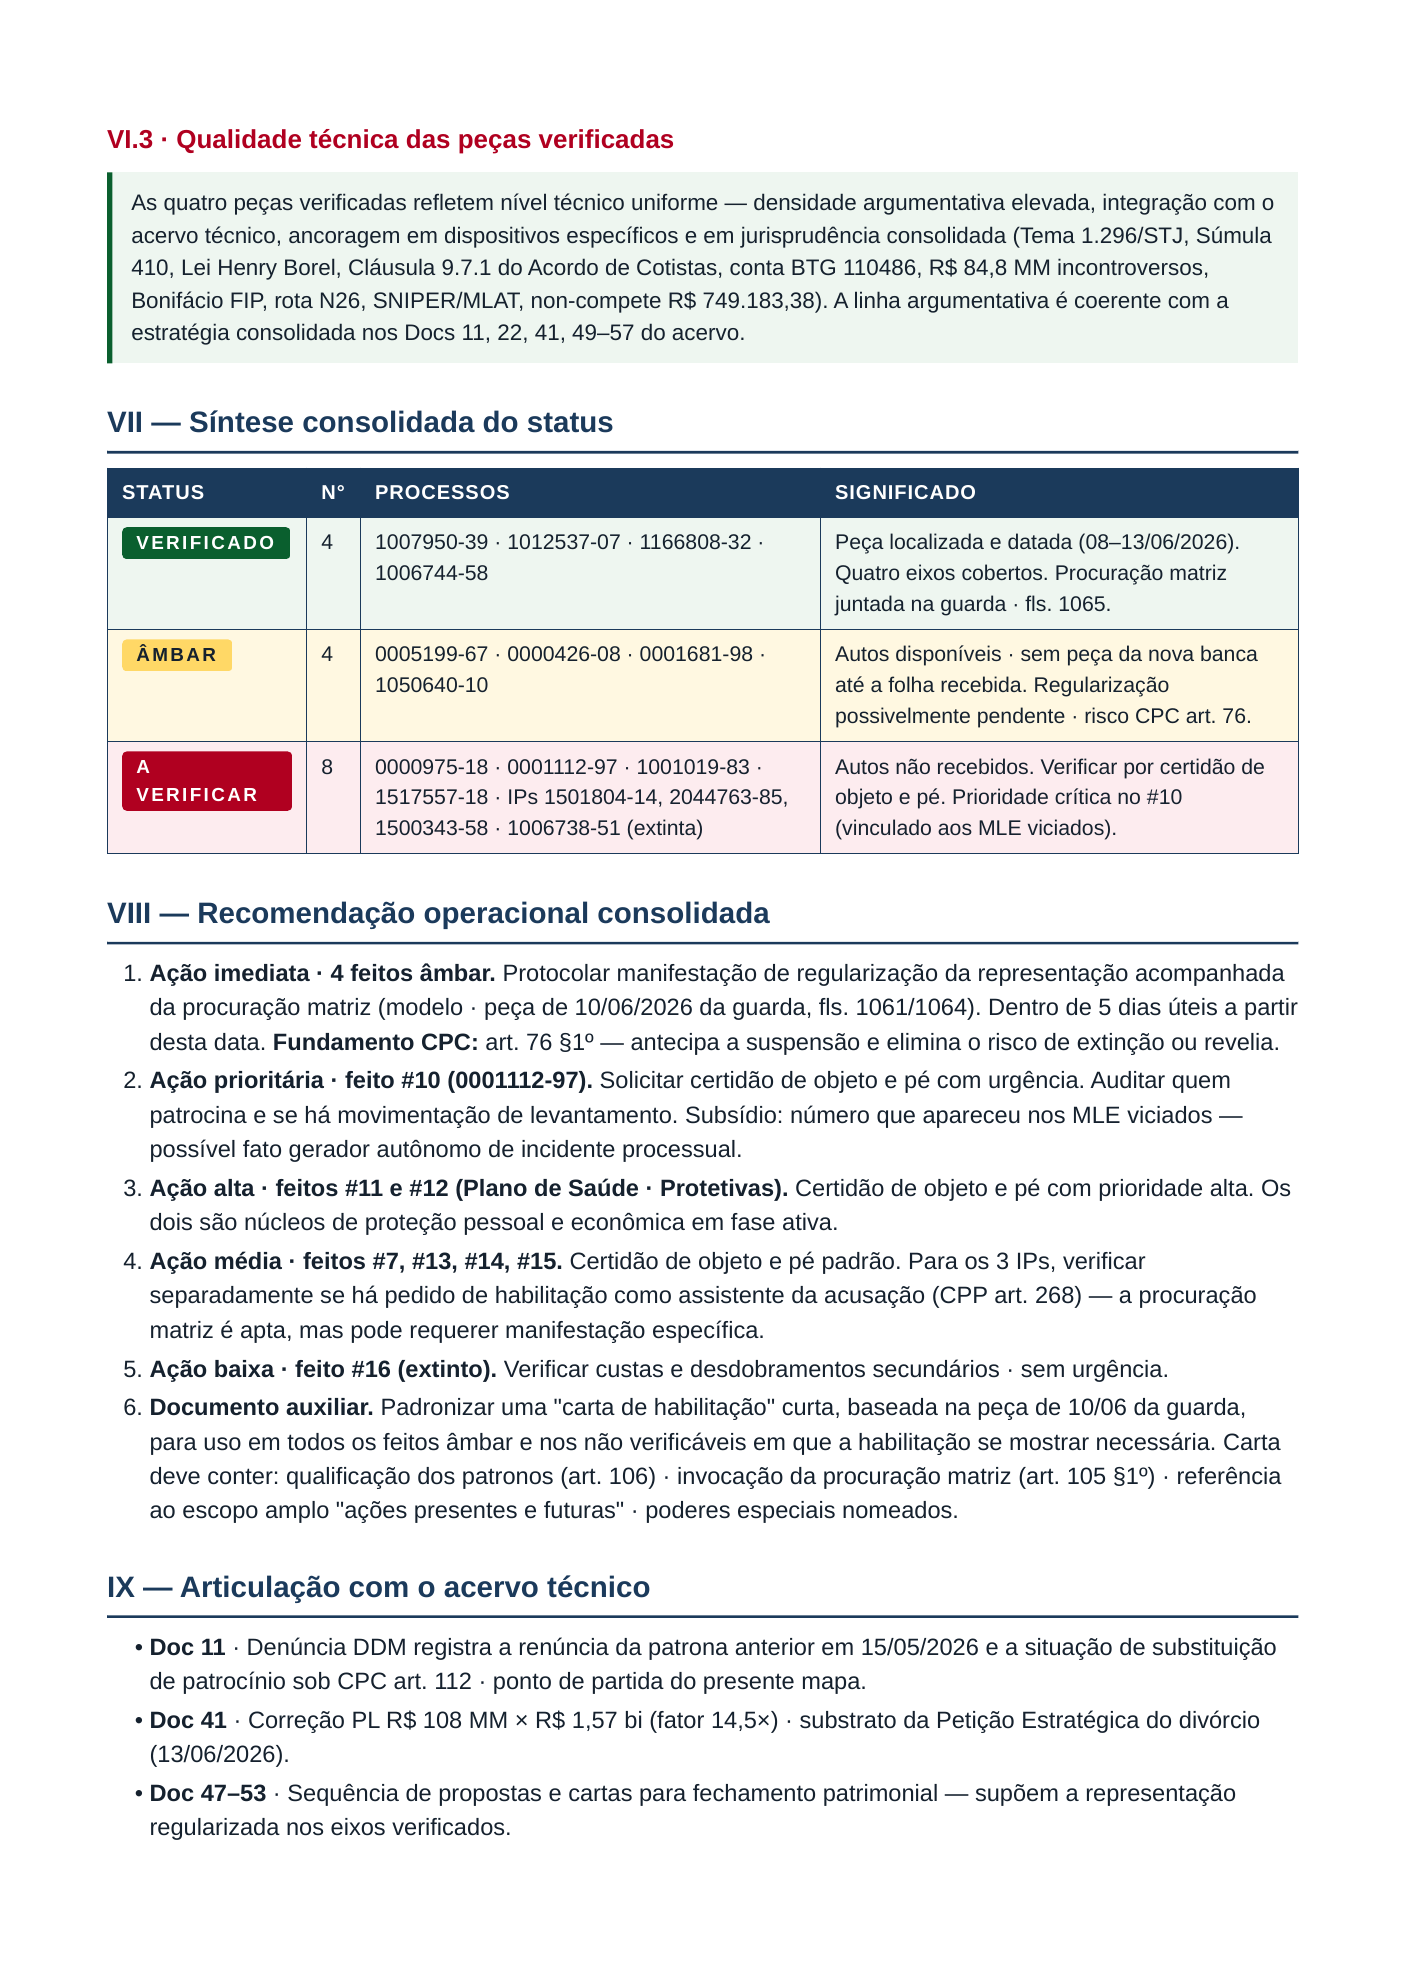 VI.3 · Qualidade técnica das peças verificadas
As quatro peças verificadas refletem nível técnico uniforme — densidade argumentativa elevada, integração com o
acervo técnico, ancoragem em dispositivos específicos e em jurisprudência consolidada (Tema 1.296/STJ, Súmula
410, Lei Henry Borel, Cláusula 9.7.1 do Acordo de Cotistas, conta BTG 110486, R$ 84,8 MM incontroversos,
Bonifácio FIP, rota N26, SNIPER/MLAT, non-compete R$ 749.183,38). A linha argumentativa é coerente com a
estratégia consolidada nos Docs 11, 22, 41, 49–57 do acervo.
VII — Síntese consolidada do status
STATUS N° PROCESSOS SIGNIFICADO
VERIFICADO 4 1007950-39 · 1012537-07 · 1166808-32 · Peça localizada e datada (08–13/06/2026).
1006744-58 Quatro eixos cobertos. Procuração matriz
juntada na guarda · fls. 1065.
ÂMBAR 4 0005199-67 · 0000426-08 · 0001681-98 · Autos disponíveis · sem peça da nova banca
1050640-10 até a folha recebida. Regularização
possivelmente pendente · risco CPC art. 76.
A 8 0000975-18 · 0001112-97 · 1001019-83 · Autos não recebidos. Verificar por certidão de
VERIFICAR 1517557-18 · IPs 1501804-14, 2044763-85, objeto e pé. Prioridade crítica no #10
1500343-58 · 1006738-51 (extinta) (vinculado aos MLE viciados).
VIII — Recomendação operacional consolidada
1. Ação imediata · 4 feitos âmbar. Protocolar manifestação de regularização da representação acompanhada
da procuração matriz (modelo · peça de 10/06/2026 da guarda, fls. 1061/1064). Dentro de 5 dias úteis a partir
desta data. Fundamento CPC: art. 76 §1º — antecipa a suspensão e elimina o risco de extinção ou revelia.
2. Ação prioritária · feito #10 (0001112-97). Solicitar certidão de objeto e pé com urgência. Auditar quem
patrocina e se há movimentação de levantamento. Subsídio: número que apareceu nos MLE viciados —
possível fato gerador autônomo de incidente processual.
3. Ação alta · feitos #11 e #12 (Plano de Saúde · Protetivas). Certidão de objeto e pé com prioridade alta. Os
dois são núcleos de proteção pessoal e econômica em fase ativa.
4. Ação média · feitos #7, #13, #14, #15. Certidão de objeto e pé padrão. Para os 3 IPs, verificar
separadamente se há pedido de habilitação como assistente da acusação (CPP art. 268) — a procuração
matriz é apta, mas pode requerer manifestação específica.
5. Ação baixa · feito #16 (extinto). Verificar custas e desdobramentos secundários · sem urgência.
6. Documento auxiliar. Padronizar uma "carta de habilitação" curta, baseada na peça de 10/06 da guarda,
para uso em todos os feitos âmbar e nos não verificáveis em que a habilitação se mostrar necessária. Carta
deve conter: qualificação dos patronos (art. 106) · invocação da procuração matriz (art. 105 §1º) · referência
ao escopo amplo "ações presentes e futuras" · poderes especiais nomeados.
IX — Articulação com o acervo técnico
• Doc 11 · Denúncia DDM registra a renúncia da patrona anterior em 15/05/2026 e a situação de substituição
de patrocínio sob CPC art. 112 · ponto de partida do presente mapa.
• Doc 41 · Correção PL R$ 108 MM × R$ 1,57 bi (fator 14,5×) · substrato da Petição Estratégica do divórcio
(13/06/2026).
• Doc 47–53 · Sequência de propostas e cartas para fechamento patrimonial — supõem a representação
regularizada nos eixos verificados.